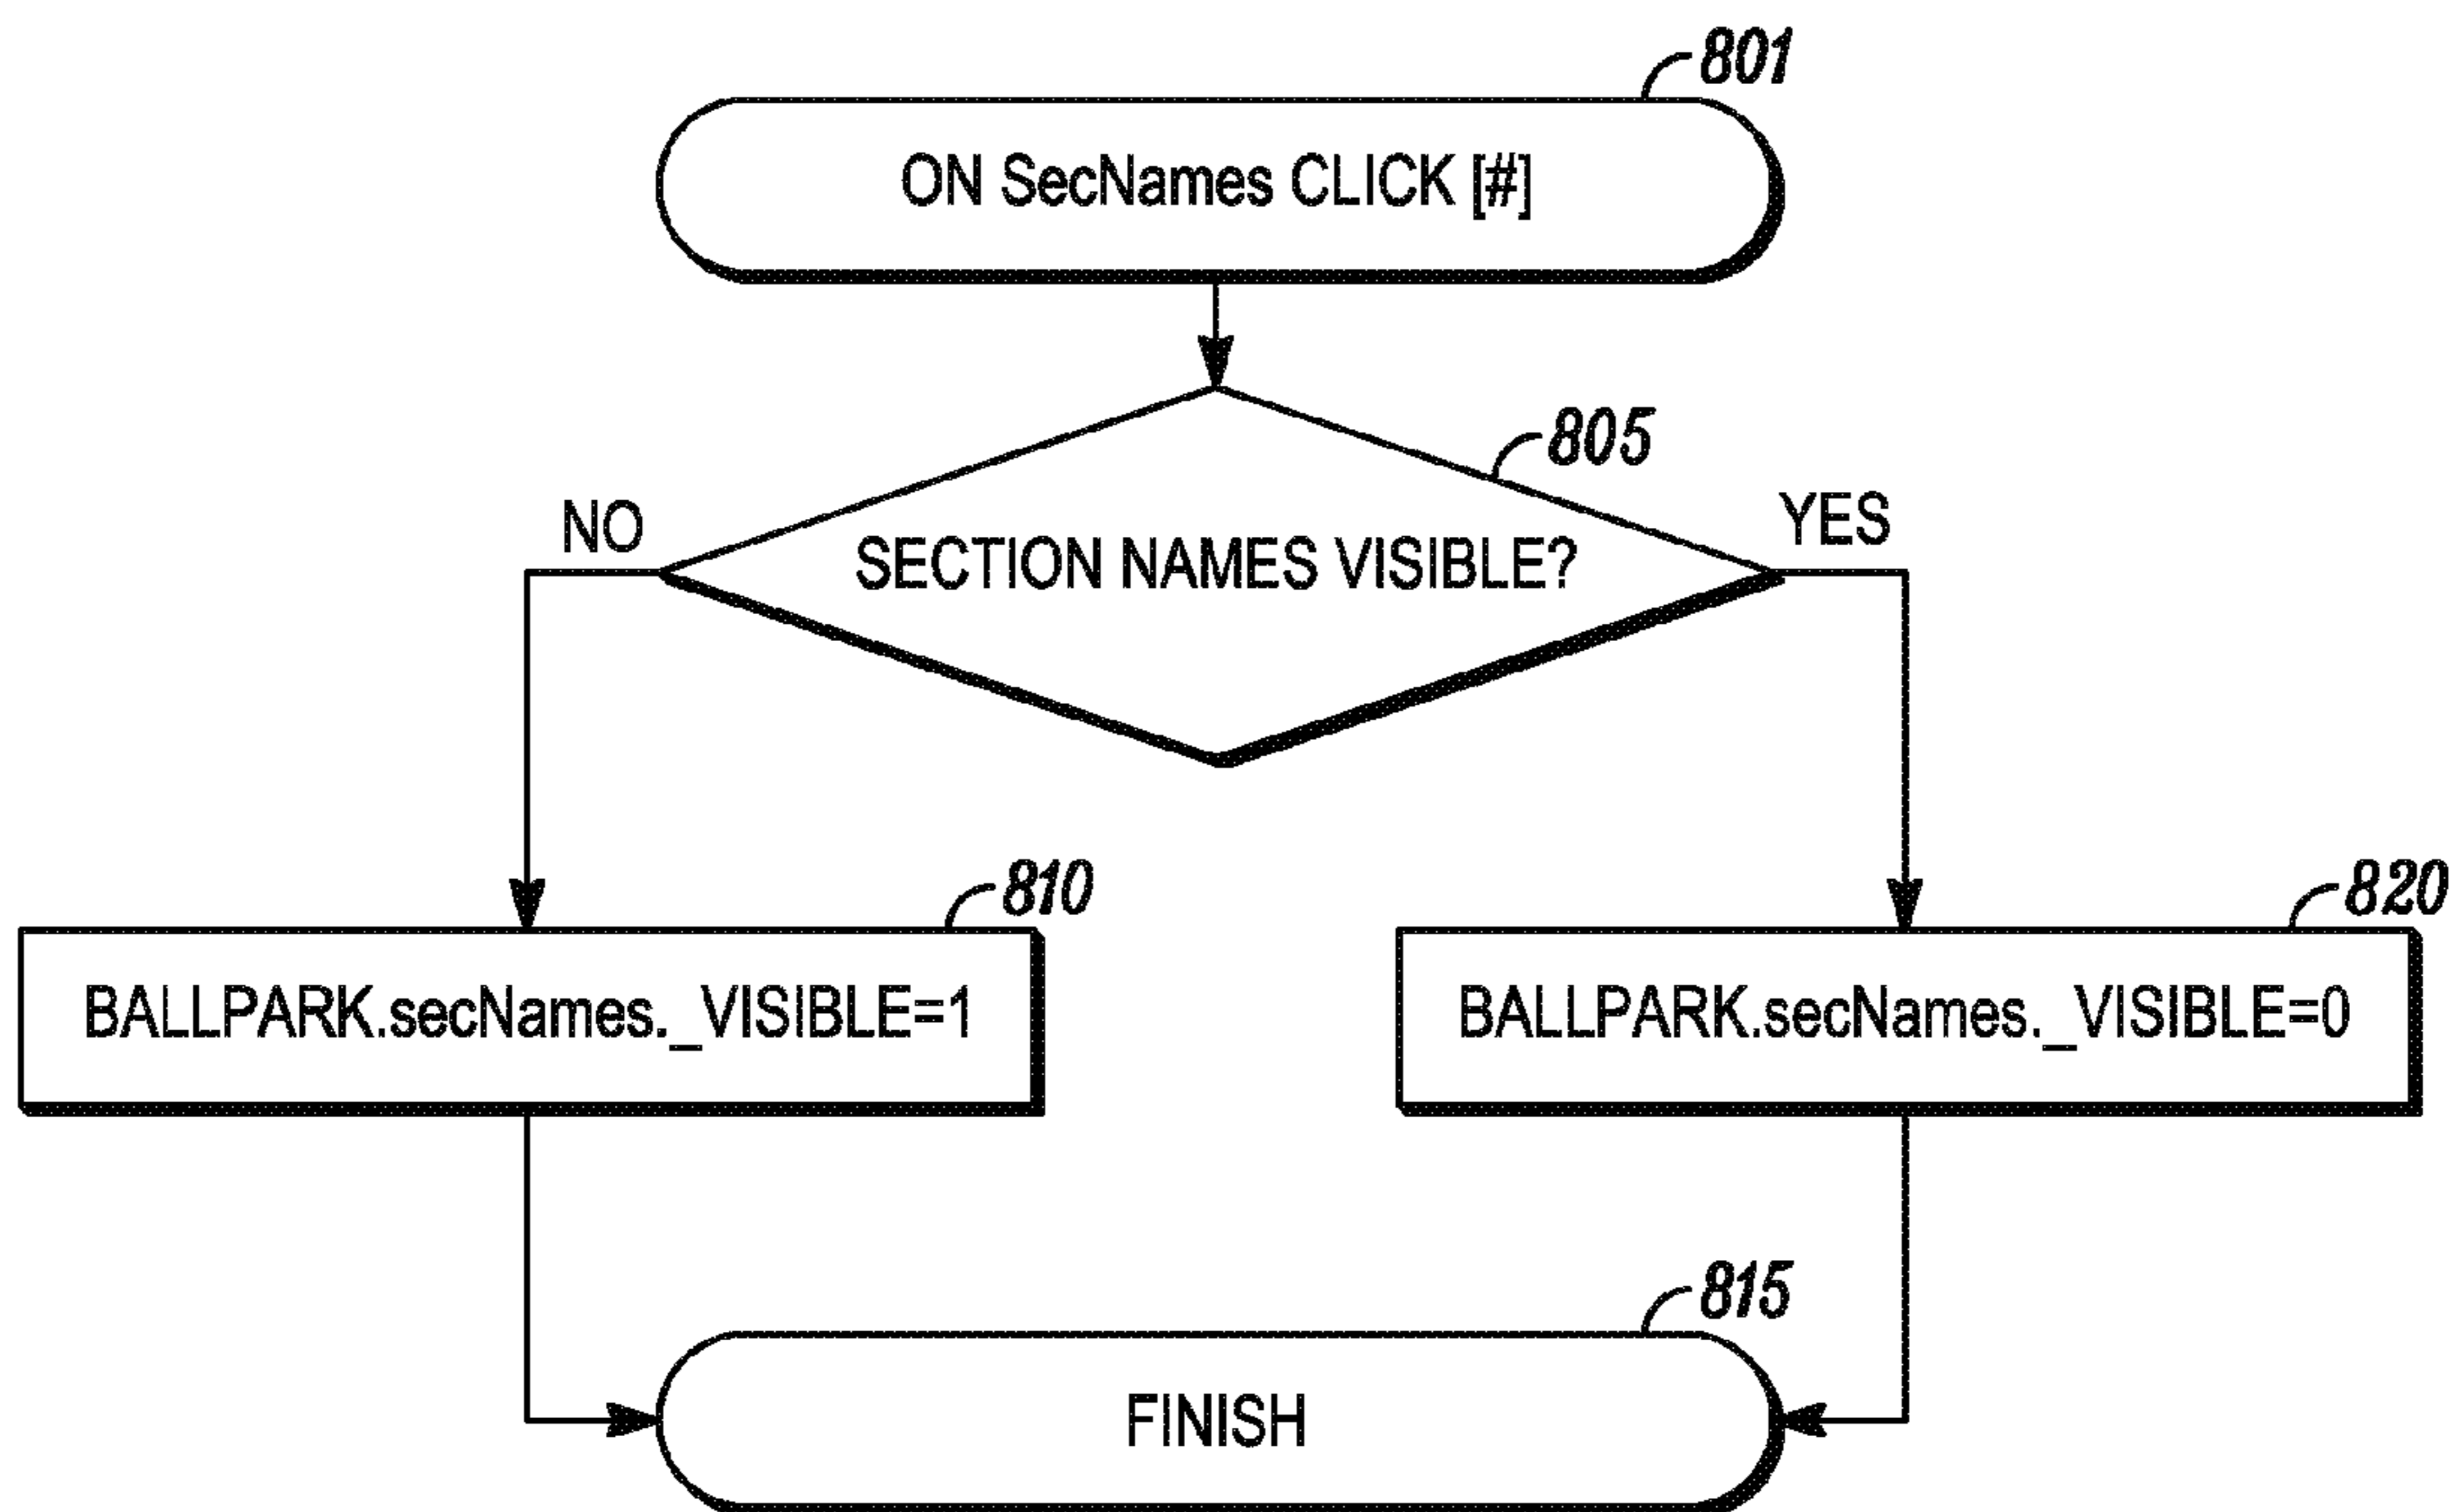 801
ON SecNames CLICK [#]
805
NO
YES
SECTION NAMES VISIBLE?
810
820
BALLPARK.secNames._VISIBLE=1
BALLPARK.secNames._VISIBLE=0
815
FINISH